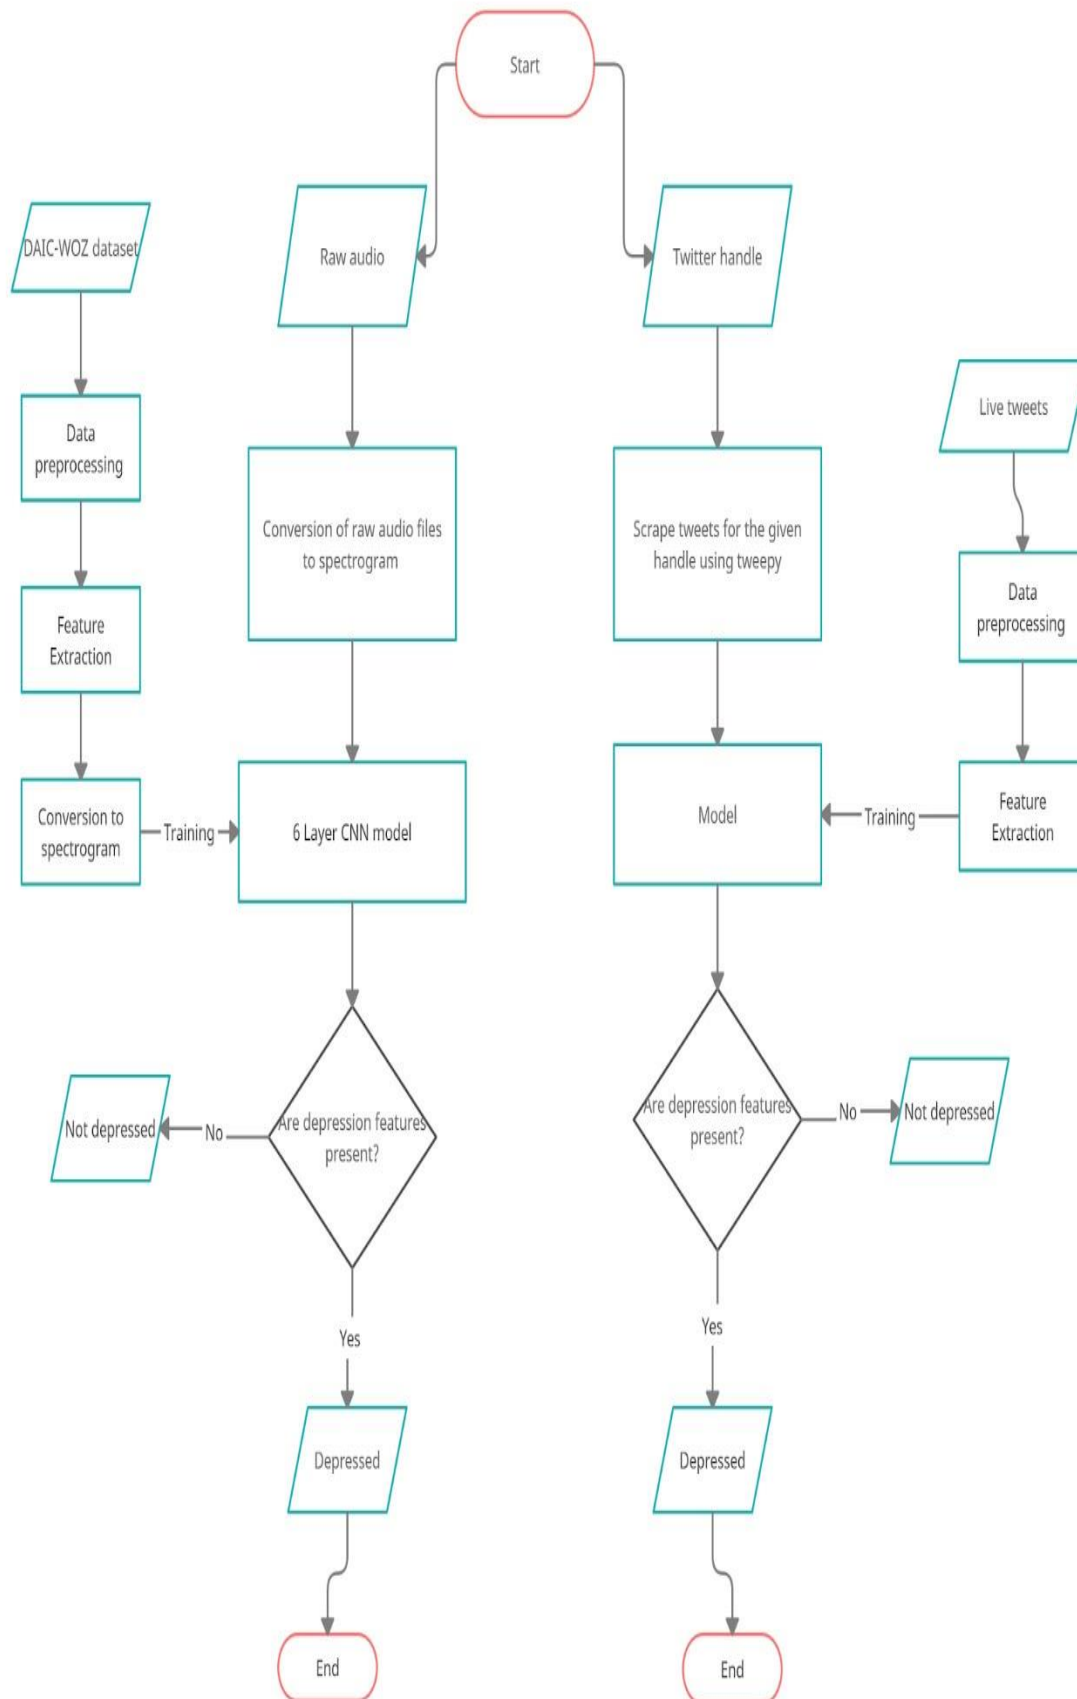 Start
DAIC-WOZ dataset
Raw audio
Twitter handle
Live tweets
Data
preprocessing
Conversion of raw audio files
to spectrogram
Scrape tweets for the given
handle using tweepy
Data
preprocessing
Feature
Extraction
Conversion to
spectrogram
Training
6 Layer CNN model
Model
Training
Feature
Extraction
Not depressed
No
Are depression features
present?
Are depression features
present?
No
Not depressed
Yes
Yes
Depressed
Depressed
End
End